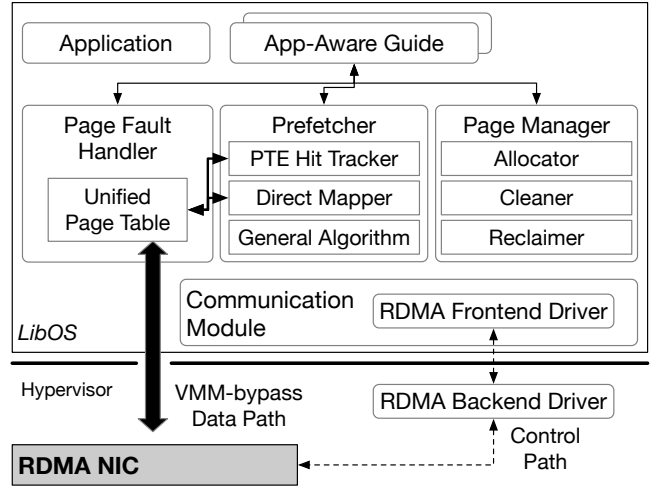 Application
App-Aware Guide
Page Fault
Handler
Unified
Page Table
Prefetcher
PTE Hit Tracker
Direct Mapper
General Algorithm
Page Manager
Allocator
Cleaner
Reclaimer
Communication
Module
RDMA Frontend Driver
LibOS
Hypervisor
VMM-bypass
Data Path
RDMA Backend Driver
Control
Path
RDMA NIC